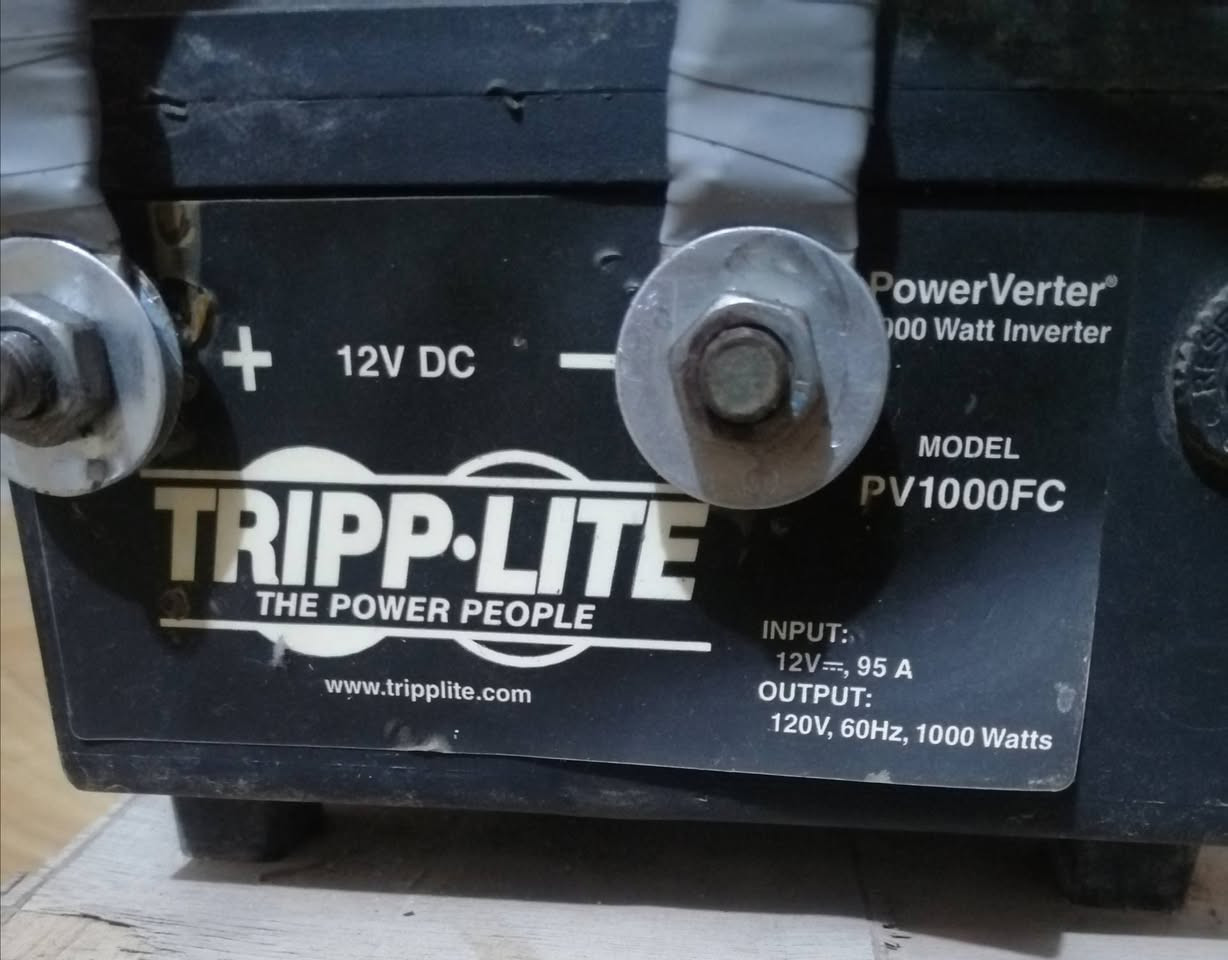 PowerVerter®
000 Watt Inverter
+ 12V DC −
MODEL
PV1000FC
TRIPP·LITE
THE POWER PEOPLE
www.tripplite.com
INPUT:
12V⎓, 95 A
OUTPUT:
120V, 60Hz, 1000 Watts